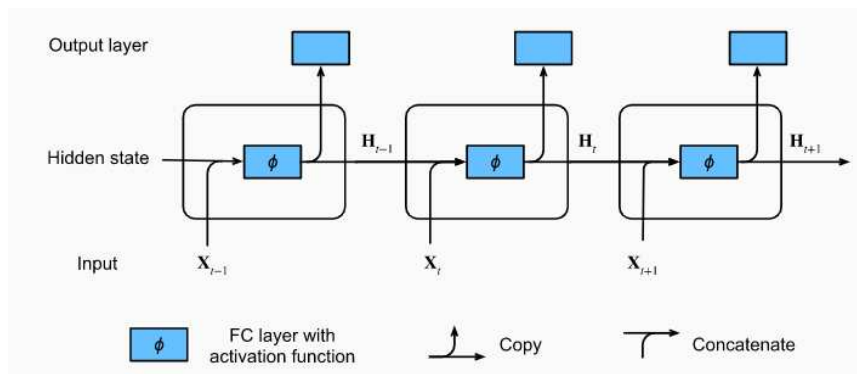 Output layer
Hidden state
ϕ
H_{t-1}
ϕ
H_t
ϕ
H_{t+1}
Input
X_{t-1}
X_t
X_{t+1}
ϕ
FC layer with
activation function
Copy
Concatenate